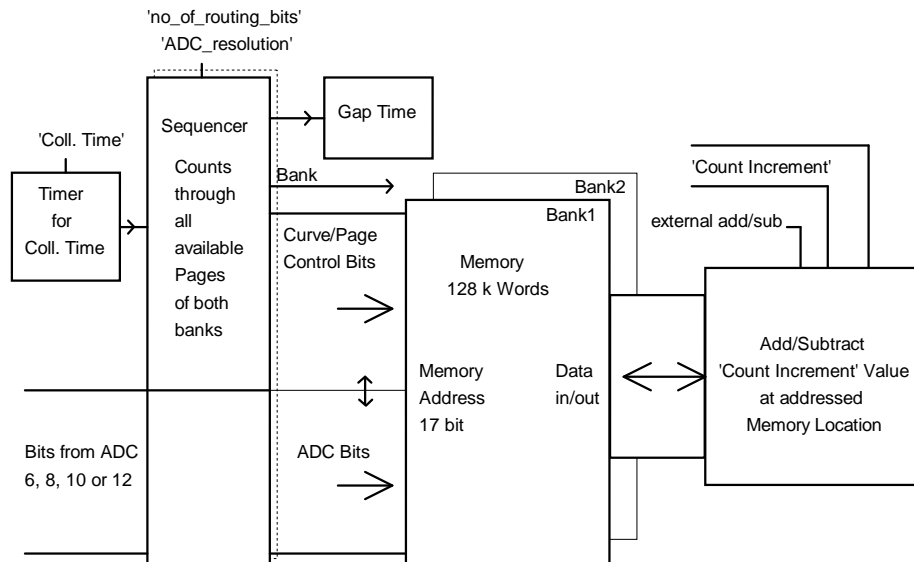 'no_of_routing_bits'
'ADC_resolution'
'Coll. Time'
Timer
for
Coll. Time
Sequencer
Counts
through
all
available
Pages
of both
banks
Gap Time
Bank
Curve/Page
Control Bits
Bank2
Bank1
Memory
128 k Words
'Count Increment'
external add/sub
Memory
Address
17 bit
Data
in/out
Add/Subtract
'Count Increment' Value
at addressed
Memory Location
Bits from ADC
6, 8, 10 or 12
ADC Bits